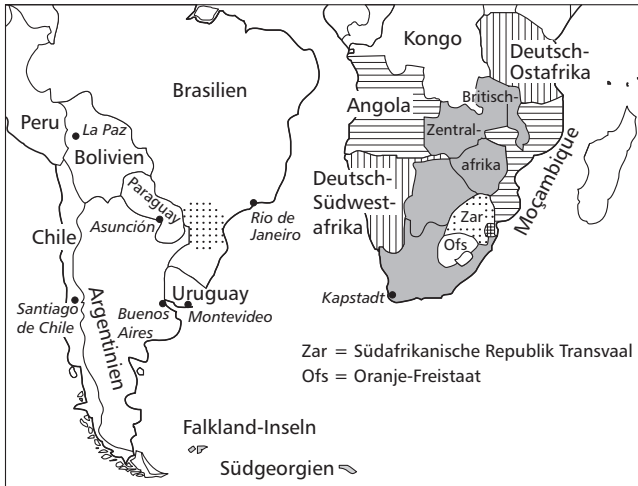 Kongo
Deutsch-
Ostafrika
Brasilien
Angola
Britisch-
Peru
La Paz
Zentral-
Bolivien
afrika
Moçambique
Deutsch-
Südwest-
afrika
Paraguay
Asunción
Rio de
Janeiro
Zar
Chile
Ofs
Argentinien
Santiago
de Chile
Buenos
Aires
Uruguay
Montevideo
Kapstadt
Zar = Südafrikanische Republik Transvaal
Ofs = Oranje-Freistaat
Falkland-Inseln
Südgeorgien